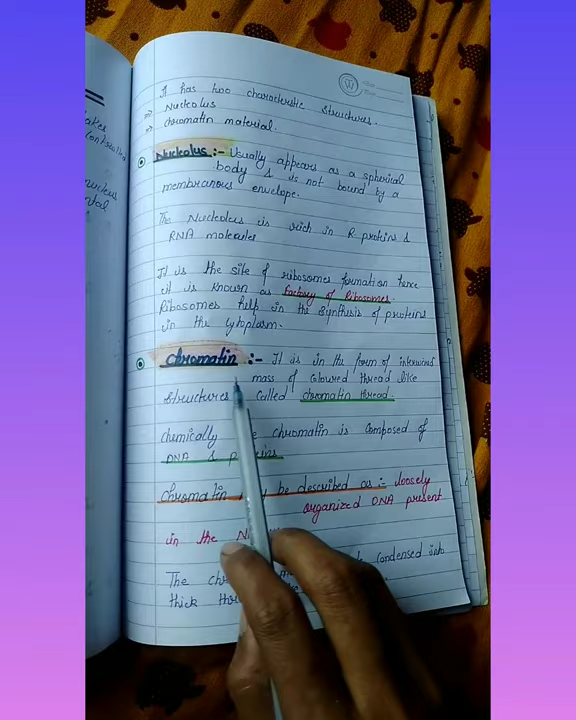 It has two characteristic structures.
⇒ Nucleolus
⇒ chromatin material.
Nucleolus :- Usually appears as a spherical
body & is not bound by a
membranous envelope.
The Nucleolus is rich in R-proteins &
RNA molecules
It is the site of ribosomes formation hence
it is known as factory of Ribosomes.
Ribosomes help in the synthesis of proteins
in the cytoplasm.
Chromatin :- It is in the form of intertwined
mass of coloured thread like
structures called chromatin thread.
chemically chromatin is composed of
DNA &
Chromatin be described as :- loosely
organized DNA present
in the
The condensed into
thick